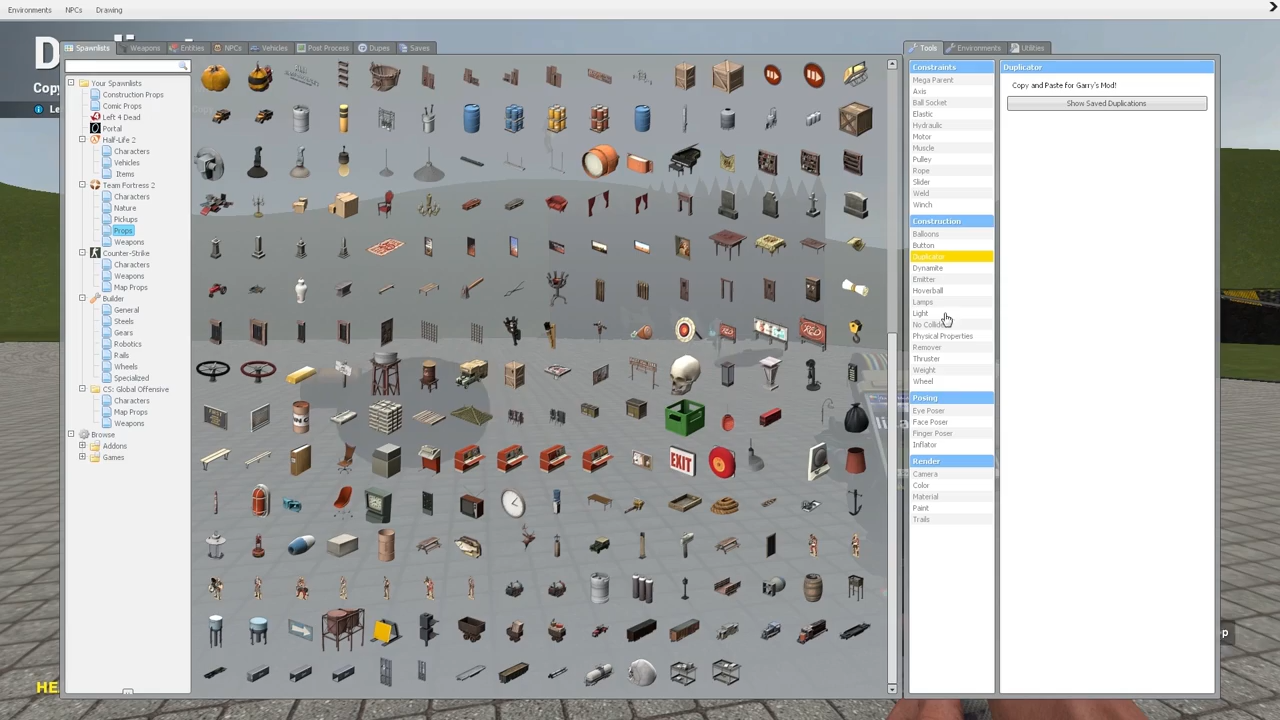 Environments NPCs Drawing
D
Copy
Le
Spawnlists Weapons Entities NPCs Vehicles Post Process Dupes Saves
Your Spawnlists
Construction Props
Comic Props
Left 4 Dead
Portal
Half-Life 2
Characters
Vehicles
Items
Team Fortress 2
Characters
Nature
Pickups
Props
Weapons
Counter-Strike
Characters
Weapons
Map Props
Builder
General
Steels
Gears
Robotics
Rails
Wheels
Specialized
CS: Global Offensive
Characters
Map Props
Weapons
Browse
Addons
Games
RED
EXIT
HE
Tools Environments Utilities
Constraints
Mega Parent
Axis
Ball Socket
Elastic
Hydraulic
Motor
Muscle
Pulley
Rope
Slider
Weld
Winch
Construction
Balloons
Button
Duplicator
Dynamite
Emitter
Hoverball
Lamps
Light
No Collide
Physical Properties
Remover
Thruster
Weight
Wheel
Posing
Eye Poser
Face Poser
Finger Poser
Inflator
Render
Camera
Color
Material
Paint
Trails
Duplicator
Copy and Paste for Garry's Mod!
Show Saved Duplications
p